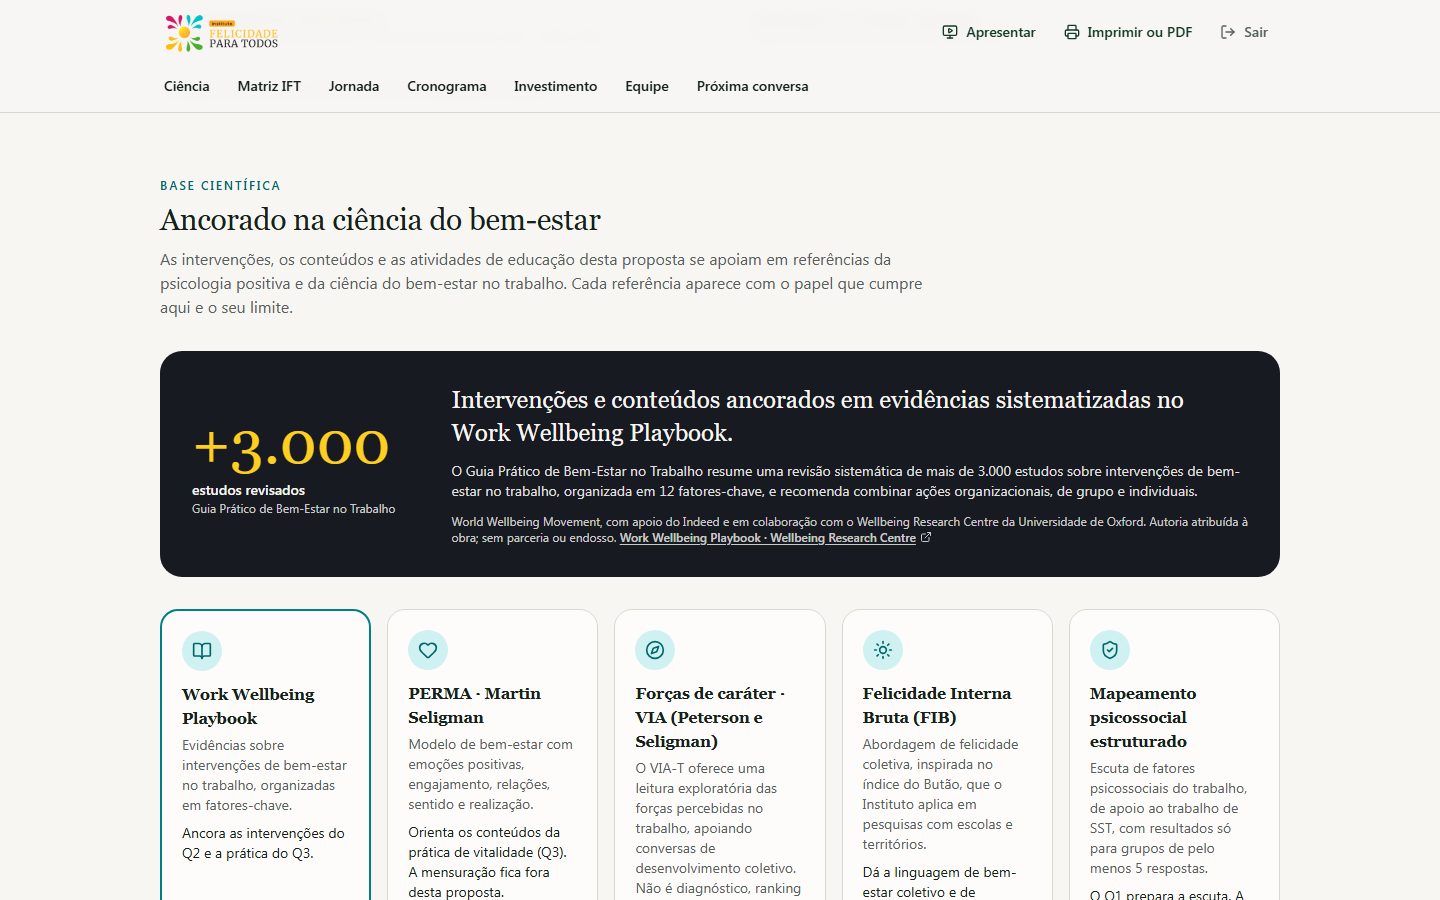 Instituto
FELICIDADE
PARA TODOS
Apresentar
Imprimir ou PDF
Sair
Ciência
Matriz IFT
Jornada
Cronograma
Investimento
Equipe
Próxima conversa
BASE CIENTÍFICA
Ancorado na ciência do bem-estar
As intervenções, os conteúdos e as atividades de educação desta proposta se apoiam em referências da
psicologia positiva e da ciência do bem-estar no trabalho. Cada referência aparece com o papel que cumpre
aqui e o seu limite.
+3.000
estudos revisados
Guia Prático de Bem-Estar no Trabalho
Intervenções e conteúdos ancorados em evidências sistematizadas no
Work Wellbeing Playbook.
O Guia Prático de Bem-Estar no Trabalho resume uma revisão sistemática de mais de 3.000 estudos sobre intervenções de bem-
estar no trabalho, organizada em 12 fatores-chave, e recomenda combinar ações organizacionais, de grupo e individuais.
World Wellbeing Movement, com apoio do Indeed e em colaboração com o Wellbeing Research Centre da Universidade de Oxford. Autoria atribuída à
obra; sem parceria ou endosso. Work Wellbeing Playbook · Wellbeing Research Centre
Work Wellbeing
Playbook
Evidências sobre
intervenções de bem-estar
no trabalho, organizadas
em fatores-chave.
Ancora as intervenções do
Q2 e a prática do Q3.
PERMA · Martin
Seligman
Modelo de bem-estar com
emoções positivas,
engajamento, relações,
sentido e realização.
Orienta os conteúdos da
prática de vitalidade (Q3).
A mensuração fica fora
desta proposta.
Forças de caráter ·
VIA (Peterson e
Seligman)
O VIA-T oferece uma
leitura exploratória das
forças percebidas no
trabalho, apoiando
conversas de
desenvolvimento coletivo.
Não é diagnóstico, ranking
Felicidade Interna
Bruta (FIB)
Abordagem de felicidade
coletiva, inspirada no
índice do Butão, que o
Instituto aplica em
pesquisas com escolas e
territórios.
Dá a linguagem de bem-
estar coletivo e de
Mapeamento
psicossocial
estruturado
Escuta de fatores
psicossociais do trabalho,
de apoio ao trabalho de
SST, com resultados só
para grupos de pelo
menos 5 respostas.
O Q1 prepara a escuta. A